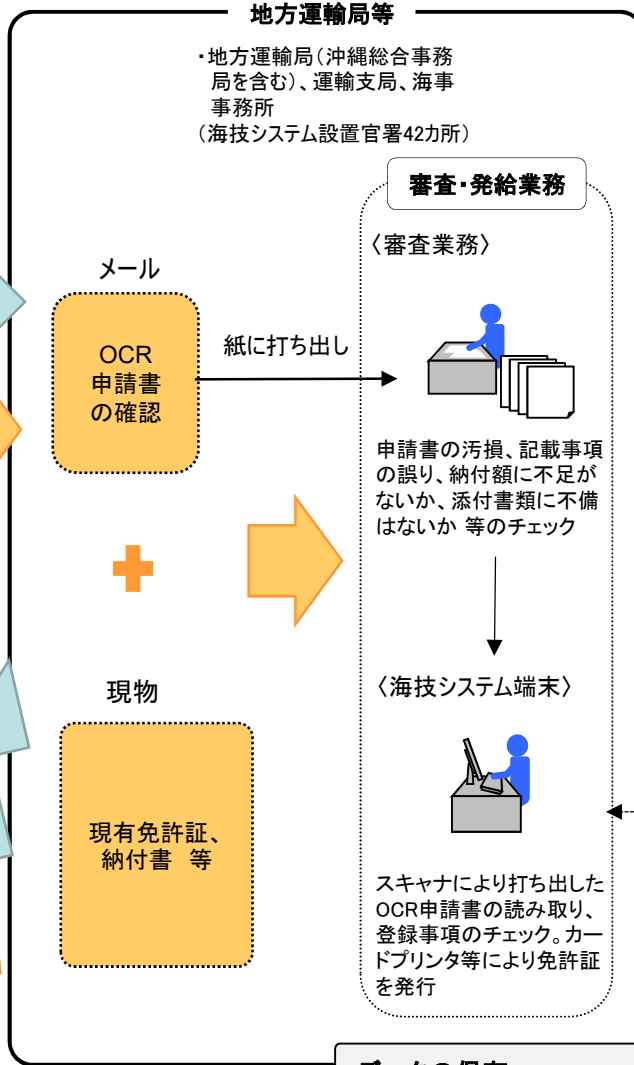 地方運輸局等
・地方運輸局（沖縄総合事務
局を含む）、運輸支局、海事
事務所
（海技システム設置官署42カ所）
審査・発給業務
〈審査業務〉
メール
OCR
申請書
の確認
紙に打ち出し
申請書の汚損、記載事項
の誤り、納付額に不足が
ないか、添付書類に不備
はないか 等のチェック
現物
〈海技システム端末〉
現有免許証、
納付書 等
スキャナにより打ち出した
OCR申請書の読み取り、
登録事項のチェック。カー
ドプリンタ等により免許証
を発行